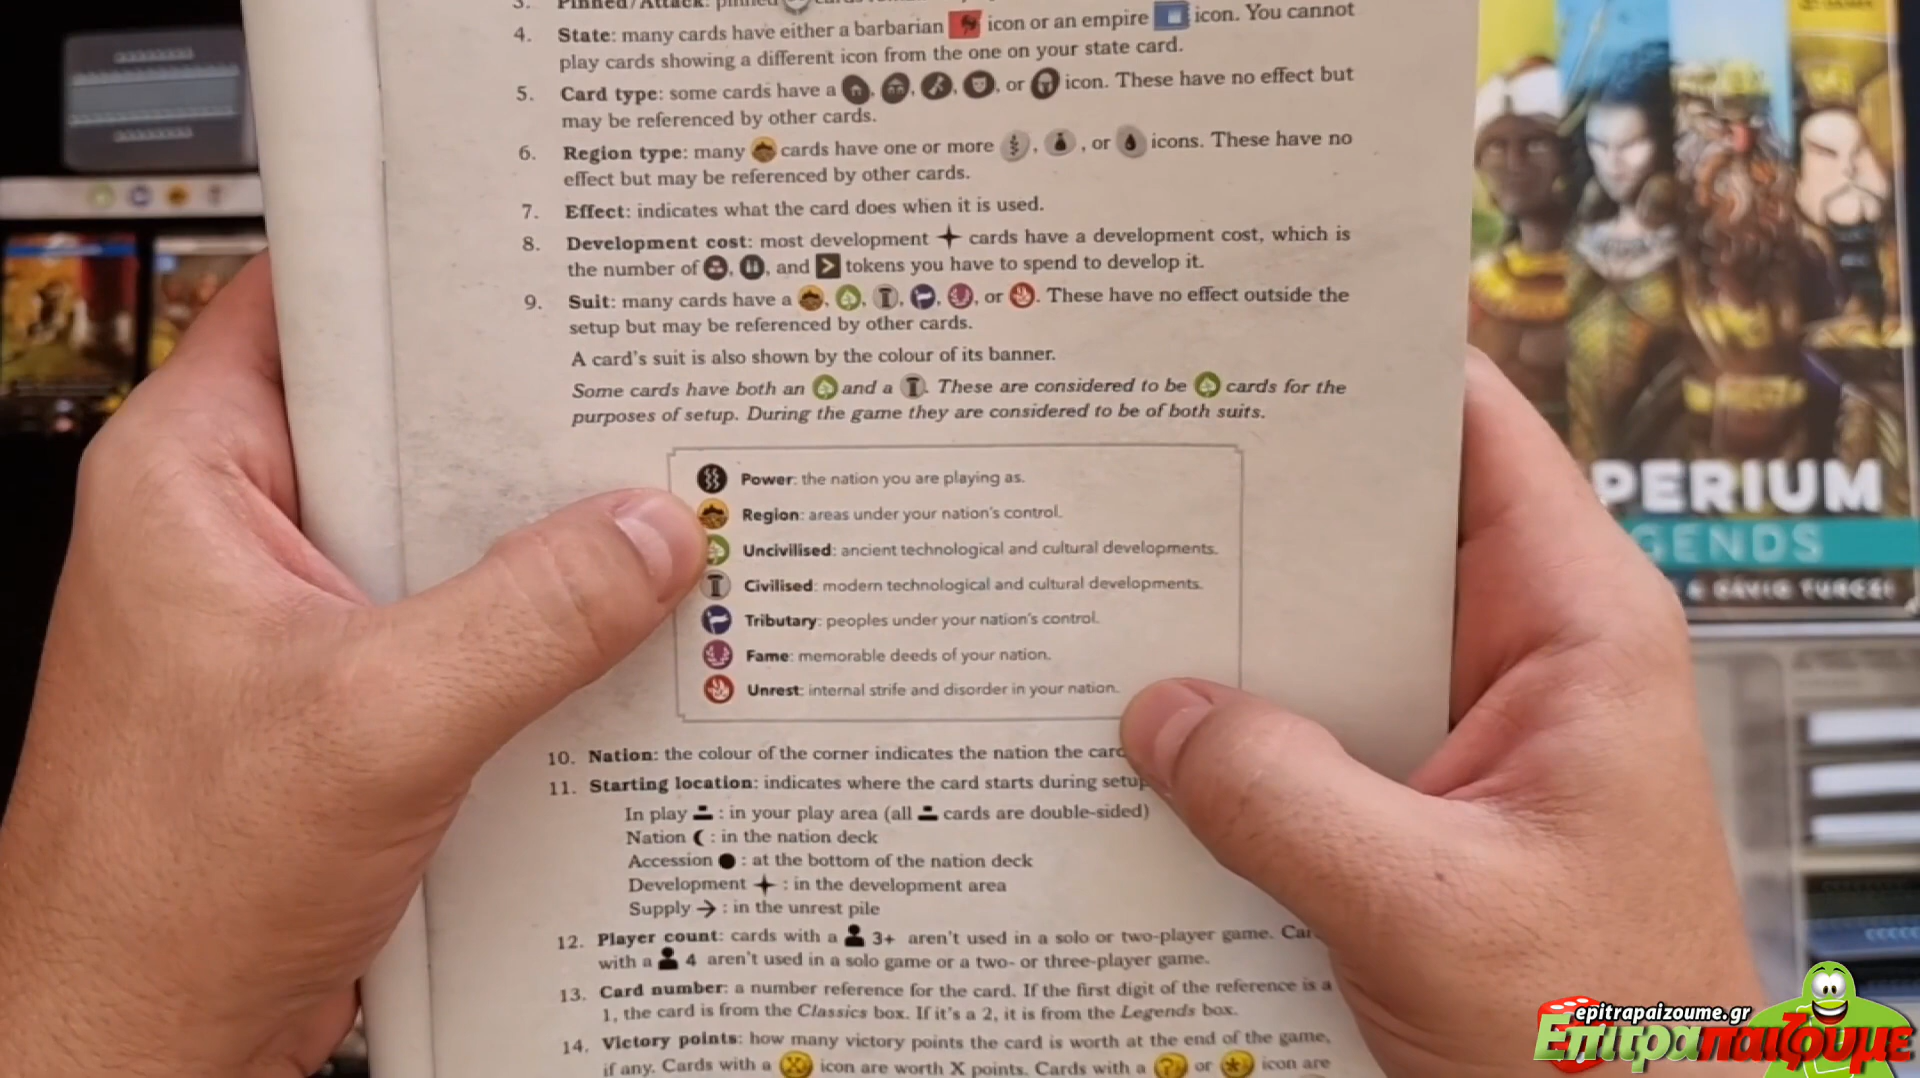 3. Pinned/Attack: pinned
4. State: many cards have either a barbarian icon or an empire icon. You cannot
play cards showing a different icon from the one on your state card.
5. Card type: some cards have a , , , , or icon. These have no effect but
may be referenced by other cards.
6. Region type: many cards have one or more , , or icons. These have no
effect but may be referenced by other cards.
7. Effect: indicates what the card does when it is used.
8. Development cost: most development cards have a development cost, which is
the number of , , and > tokens you have to spend to develop it.
9. Suit: many cards have a , , , , , or . These have no effect outside the
setup but may be referenced by other cards.
A card's suit is also shown by the colour of its banner.
Some cards have both an and a . These are considered to be cards for the
purposes of setup. During the game they are considered to be of both suits.
Power: the nation you are playing as.
Region: areas under your nation's control.
Uncivilised: ancient technological and cultural developments.
Civilised: modern technological and cultural developments.
Tributary: peoples under your nation's control.
Fame: memorable deeds of your nation.
Unrest: internal strife and disorder in your nation.
10. Nation: the colour of the corner indicates the nation the card
11. Starting location: indicates where the card starts during setup
In play : in your play area (all cards are double-sided)
Nation : in the nation deck
Accession : at the bottom of the nation deck
Development : in the development area
Supply → : in the unrest pile
12. Player count: cards with a 3+ aren't used in a solo or two-player game. Car
with a 4 aren't used in a solo game or a two- or three-player game.
13. Card number: a number reference for the card. If the first digit of the reference is a
1, the card is from the Classics box. If it's a 2, it is from the Legends box.
14. Victory points: how many victory points the card is worth at the end of the game,
if any. Cards with a X icon are worth X points. Cards with a ? or * icon are
PERIUM
GENDS
& DAVID TURCZI
epitrapaizoume.gr
Επιτραπαιζουμε